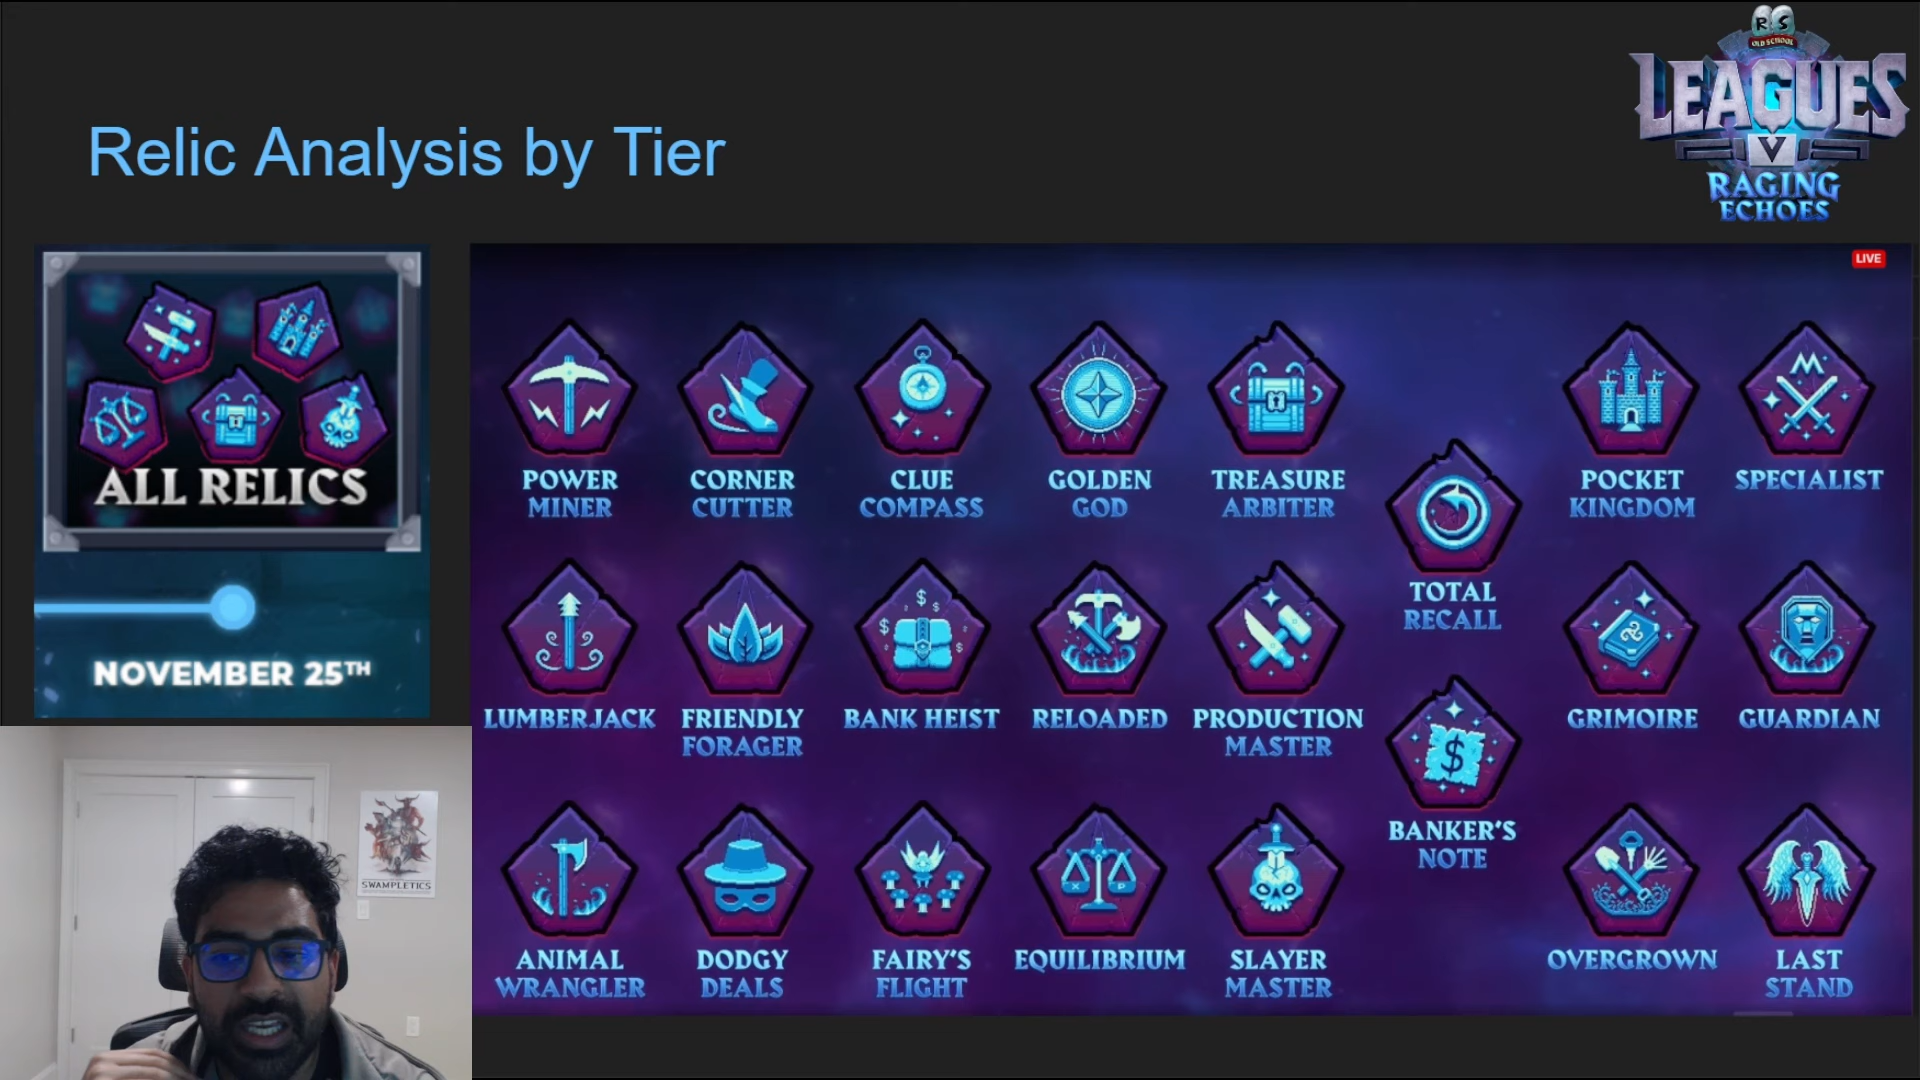 RS
OLD SCHOOL
LEAGUES
V
RAGING
ECHOES
Relic Analysis by Tier
ALL RELICS
NOVEMBER 25TH
LIVE
POWER
MINER
CORNER
CUTTER
CLUE
COMPASS
GOLDEN
GOD
TREASURE
ARBITER
TOTAL
RECALL
POCKET
KINGDOM
SPECIALIST
LUMBERJACK
FRIENDLY
FORAGER
BANK HEIST
RELOADED
PRODUCTION
MASTER
BANKER'S
NOTE
GRIMOIRE
GUARDIAN
ANIMAL
WRANGLER
DODGY
DEALS
FAIRY'S
FLIGHT
EQUILIBRIUM
SLAYER
MASTER
OVERGROWN
LAST
STAND
SWAMPLETICS